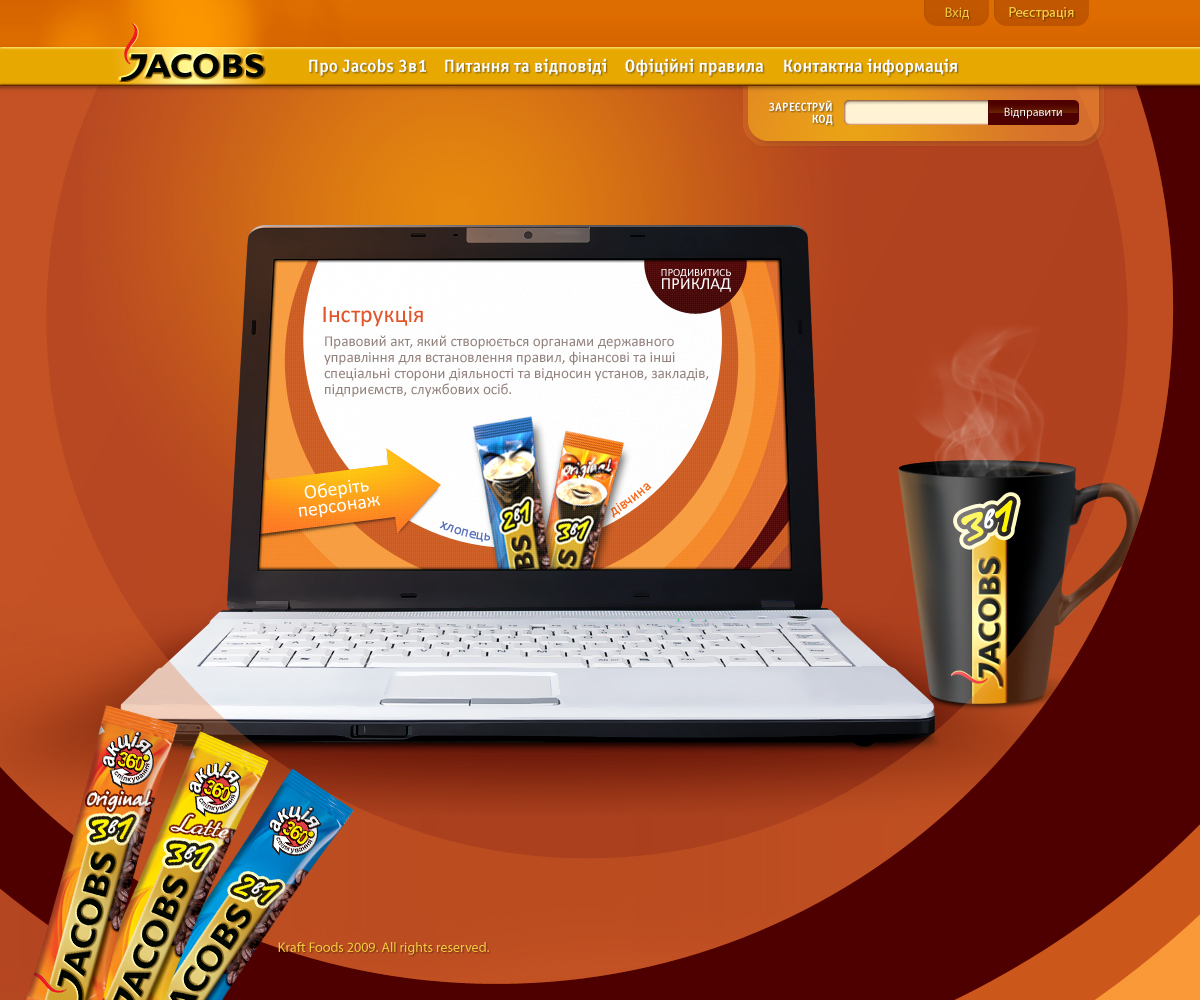 Вхід
Реєстрація
JACOBS
Про Jacobs 3в1
Питання та відповіді
Офіційні правила
Контактна інформація
ЗАРЕЄСТРУЙ
КОД
Відправити
ПРОДИВИТИСЬ
ПРИКЛАД
Інструкція
Правовий акт, який створюється органами державного
управління для встановлення правил, фінансові та інші
спеціальні сторони діяльності та відносин установ, закладів,
підприємств, службових осіб.
Оберіть
персонаж
хлопець
2в1
Original
3в1
дівчина
3в1
JACOBS
акція
360°
спілкування
Original
3в1
JACOBS
акція
360°
спілкування
Latte
3в1
JACOBS
акція
360°
спілкування
2в1
JACOBS
Kraft Foods 2009. All rights reserved.